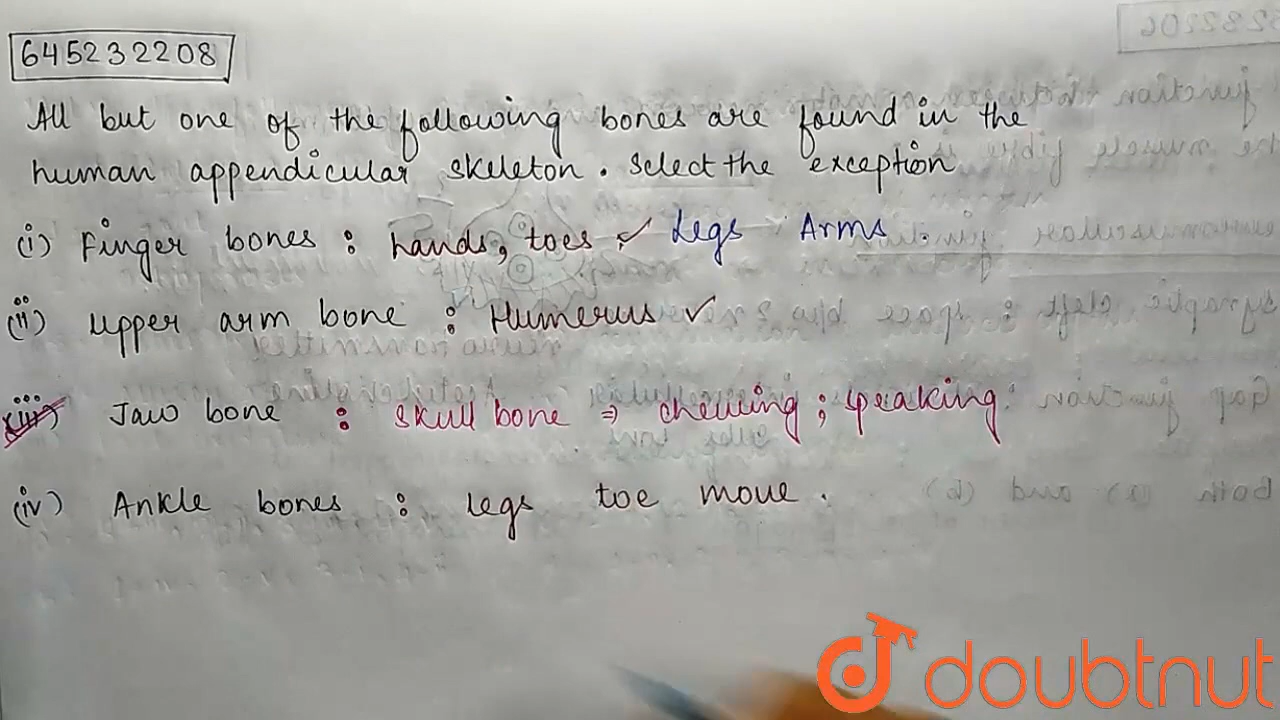 645232208
All but one of the following bones are found in the
human appendicular skeleton. Select the exception
(i) Finger bones : hands, toes ✓ Legs Arms.
(ii) upper arm bone : Humerus ✓
(iii) Jaw bone : skull bone ⇒ chewing ; speaking
(iv) Ankle bones : legs toe move.
doubtnut